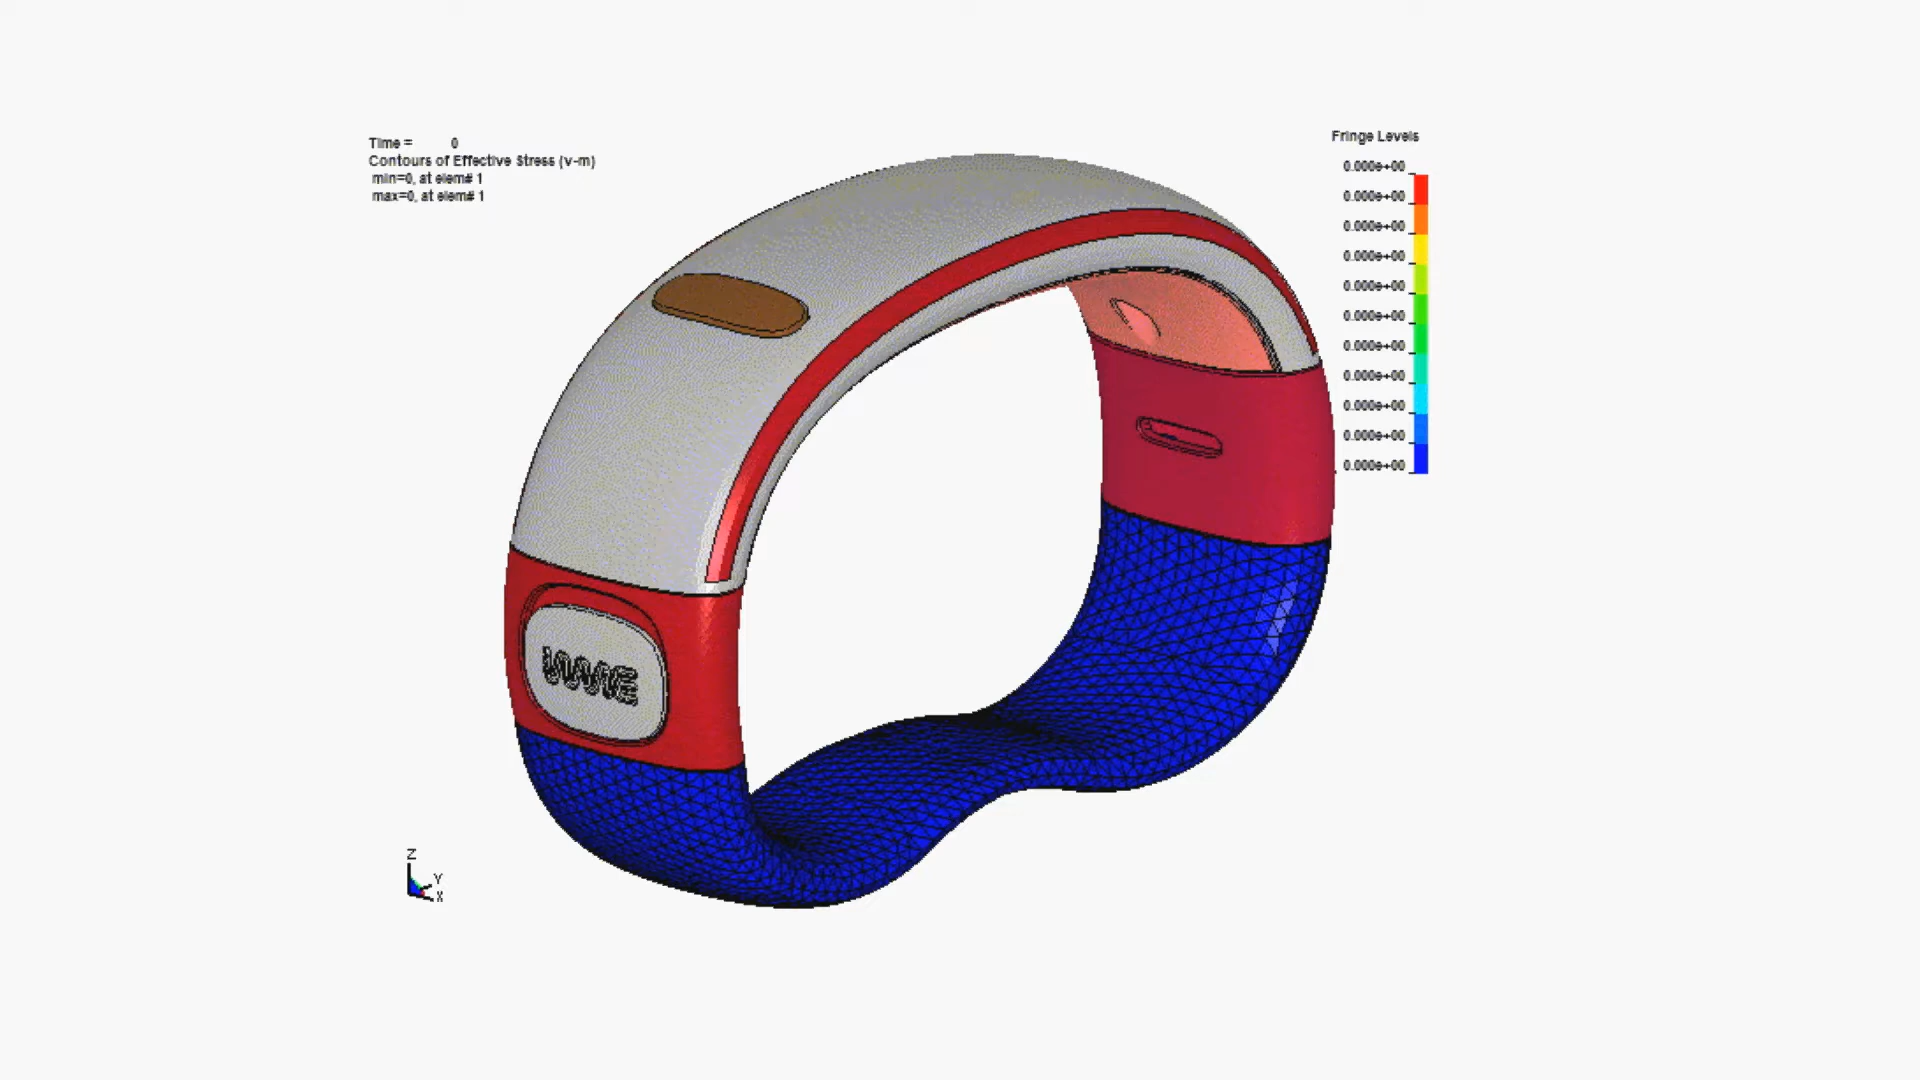 Time = 0
Contours of Effective Stress (v-m)
min=0, at elem# 1
max=0, at elem# 1
Fringe Levels
0.000e+00
0.000e+00
0.000e+00
0.000e+00
0.000e+00
0.000e+00
0.000e+00
0.000e+00
0.000e+00
0.000e+00
0.000e+00
Z
Y
X